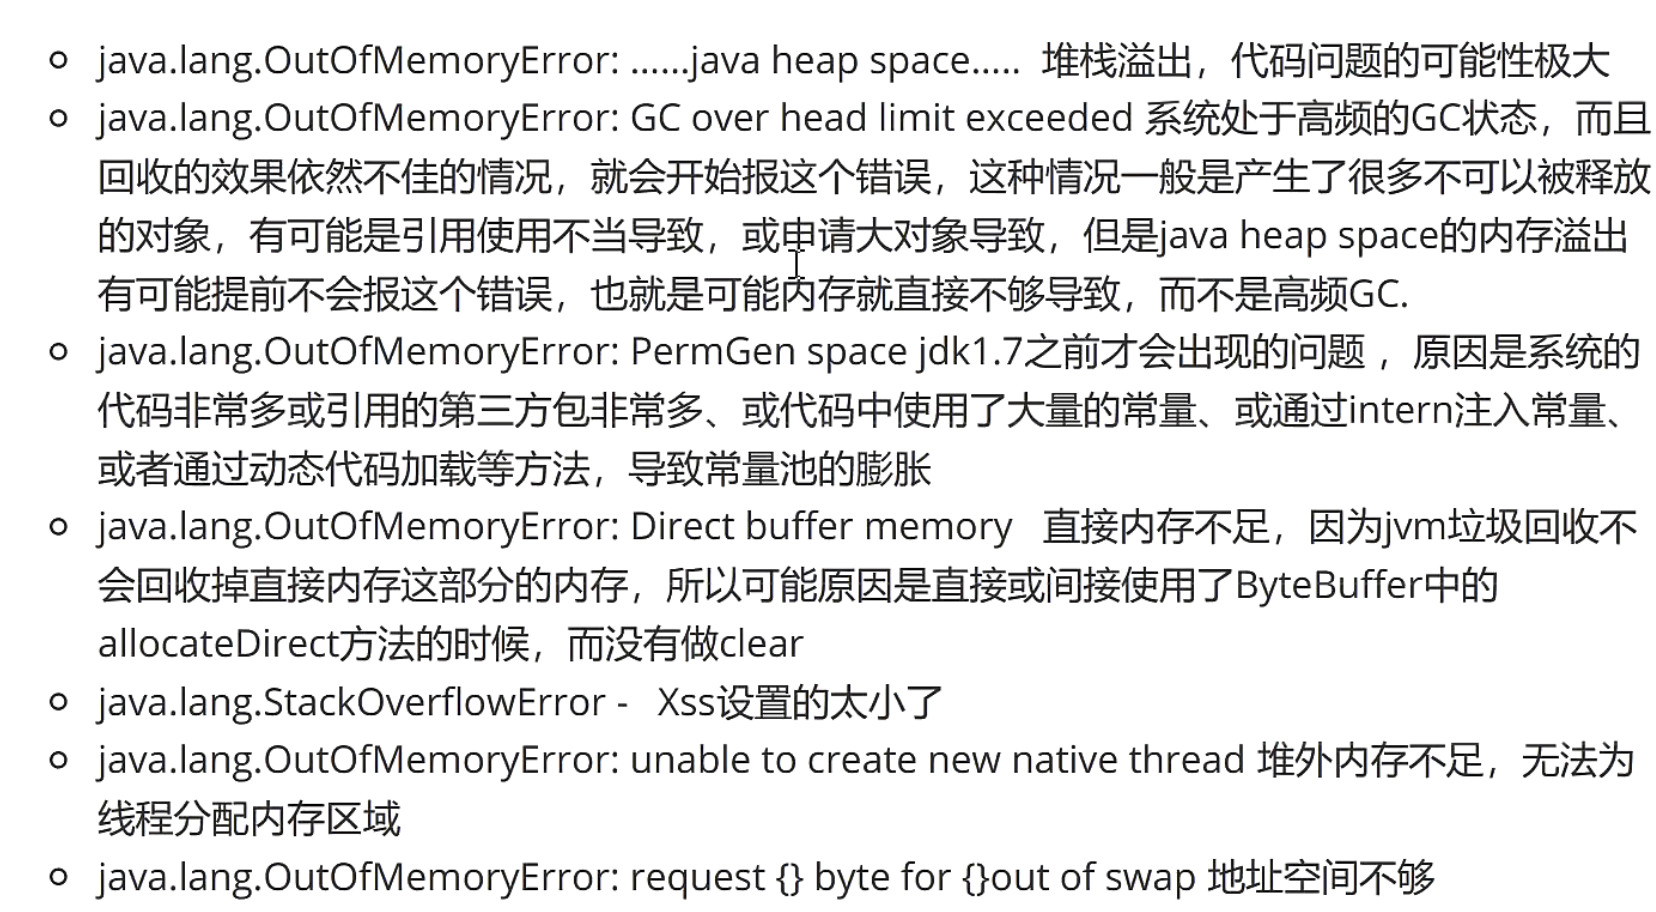 java.lang.OutOfMemoryError: ......java heap space..... 堆栈溢出，代码问题的可能性极大
java.lang.OutOfMemoryError: GC over head limit exceeded 系统处于高频的GC状态，而且
回收的效果依然不佳的情况，就会开始报这个错误，这种情况一般是产生了很多不可以被释放
的对象，有可能是引用使用不当导致，或申请大对象导致，但是java heap space的内存溢出
有可能提前不会报这个错误，也就是可能内存就直接不够导致，而不是高频GC.
java.lang.OutOfMemoryError: PermGen space jdk1.7之前才会出现的问题 ，原因是系统的
代码非常多或引用的第三方包非常多、或代码中使用了大量的常量、或通过intern注入常量、
或者通过动态代码加载等方法，导致常量池的膨胀
java.lang.OutOfMemoryError: Direct buffer memory 直接内存不足，因为jvm垃圾回收不
会回收掉直接内存这部分的内存，所以可能原因是直接或间接使用了ByteBuffer中的
allocateDirect方法的时候，而没有做clear
java.lang.StackOverflowError - Xss设置的太小了
java.lang.OutOfMemoryError: unable to create new native thread 堆外内存不足，无法为
线程分配内存区域
java.lang.OutOfMemoryError: request {} byte for {}out of swap 地址空间不够